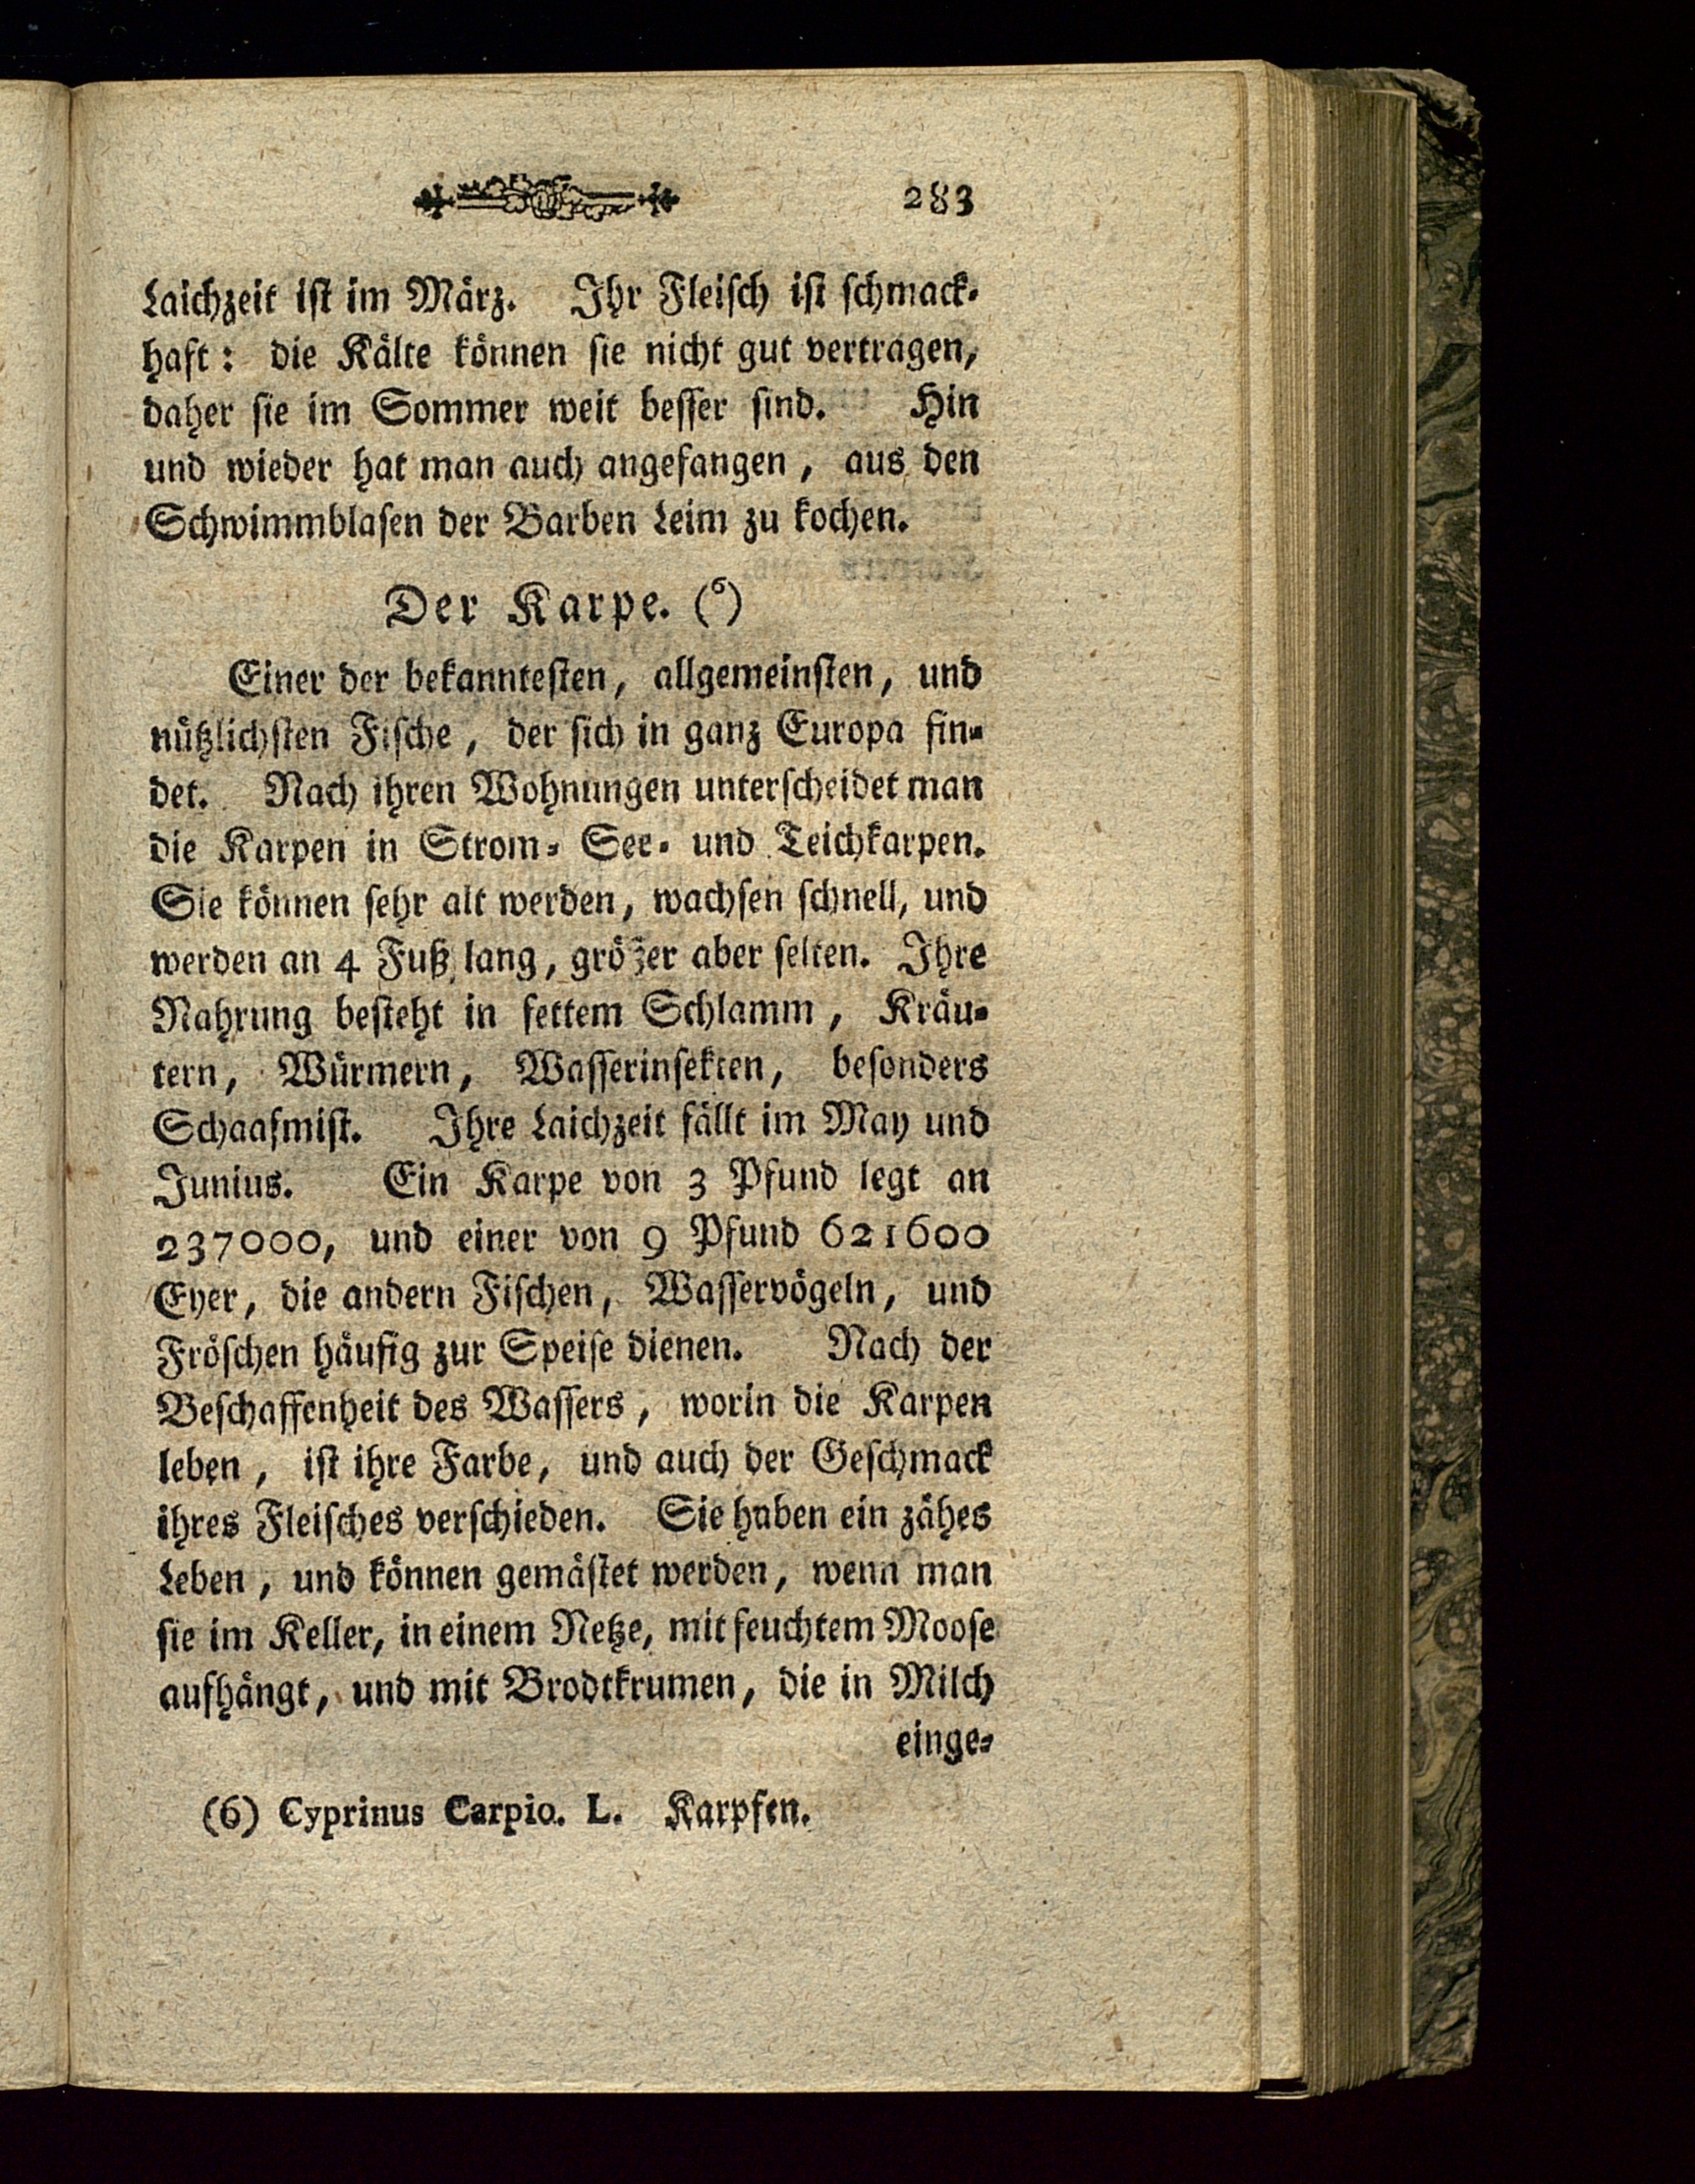 283
Laichzeit ist im März. Ihr Fleisch ist schmack-
haft: die Kälte können sie nicht gut vertragen,
daher sie im Sommer weit besser sind. Hin
und wieder hat man auch angefangen, aus den
Schwimmblasen der Barben Leim zu kochen.
Der Karpe. (6)
Einer der bekanntesten, allgemeinsten, und
nützlichsten Fische, der sich in ganz Europa fin-
det. Nach ihren Wohnungen unterscheidet man
die Karpen in Strom- See- und Teichkarpen.
Sie können sehr alt werden, wachsen schnell, und
werden an 4 Fuß lang, größer aber selten. Ihre
Nahrung besteht in fettem Schlamm, Kräu-
tern, Würmern, Wasserinsekten, besonders
Schaafmist. Ihre Laichzeit fällt im May und
Junius. Ein Karpe von 3 Pfund legt an
237000, und einer von 9 Pfund 621600
Eyer, die andern Fischen, Wasservögeln, und
Fröschen häufig zur Speise dienen. Nach der
Beschaffenheit des Wassers, worin die Karpen
leben, ist ihre Farbe, und auch der Geschmack
ihres Fleisches verschieden. Sie haben ein zähes
Leben, und können gemästet werden, wenn man
sie im Keller, in einem Netze, mit feuchtem Moose
aufhängt, und mit Brodtkrumen, die in Milch
einge-
(6) Cyprinus Carpio. L. Karpfen.